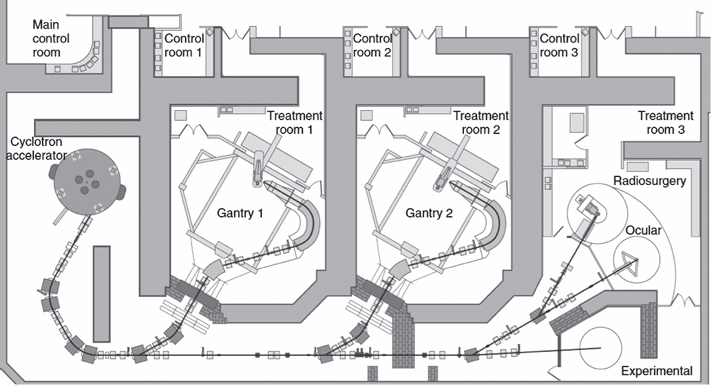 Main
control
room
Control
room 1
Control
room 2
Control
room 3
Treatment
room 1
Treatment
room 2
Treatment
room 3
Cyclotron
accelerator
Radiosurgery
Gantry 1
Gantry 2
Ocular
Experimental